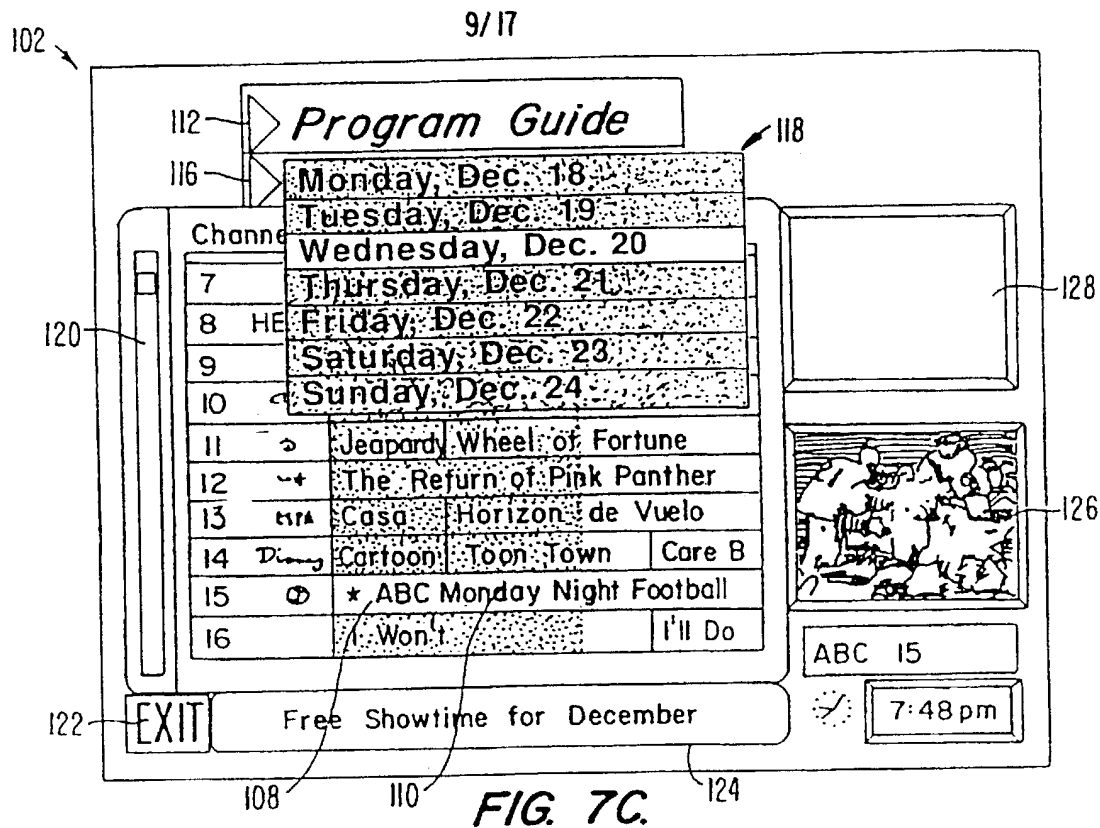 9/17
102
112
Program Guide
118
116
Monday, Dec. 18
Tuesday, Dec. 19
Channe
Wednesday, Dec. 20
7
Thursday, Dec. 21
128
8 HE Friday, Dec. 22
120
9
Saturday, Dec. 23
10
Sunday, Dec. 24
11 Jeapardy Wheel of Fortune
12 The Return of Pink Panther
13 ESPA Casa Horizon de Vuelo
126
14 Disney Cartoon Toon Town Care B
15 ★ ABC Monday Night Football
16 I Won't I'll Do
ABC 15
122
EXIT
Free Showtime for December
7:48 pm
108
110
124
FIG. 7C.